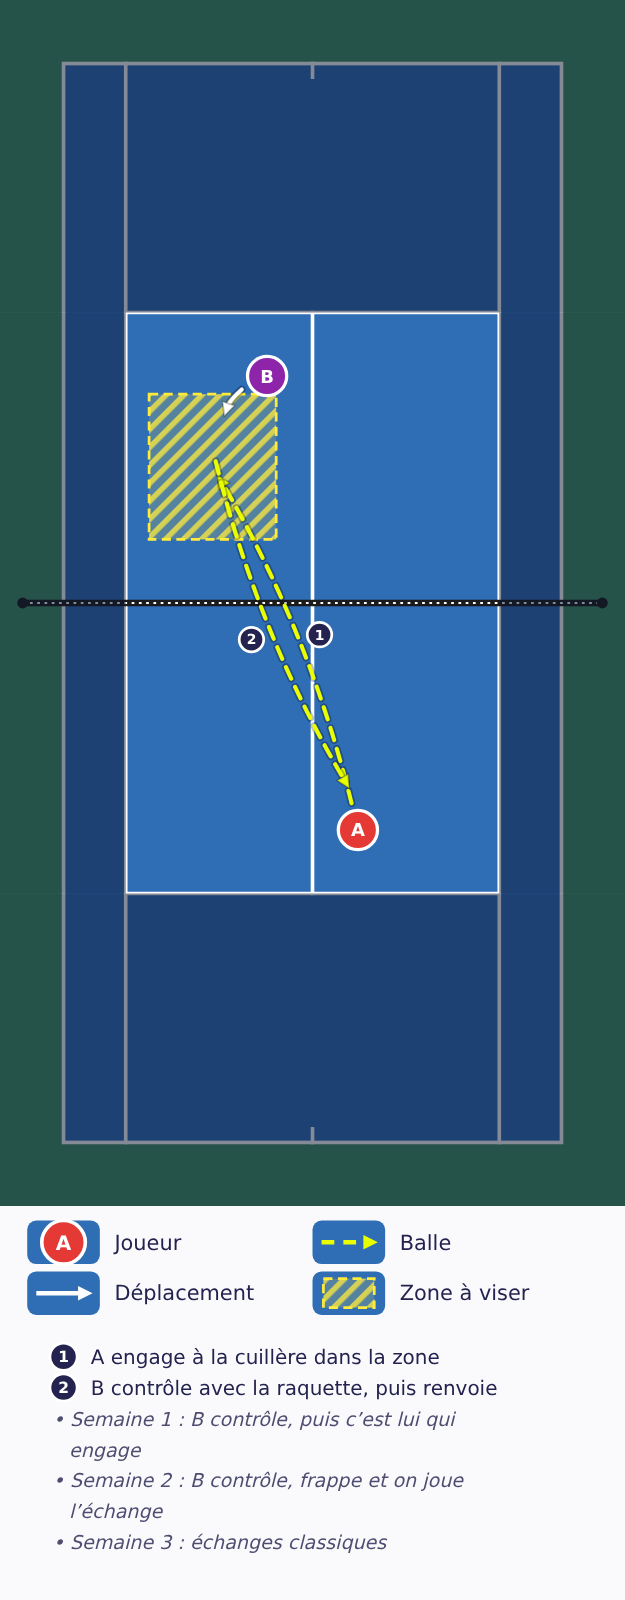 B
2
1
A
A
Joueur
Balle
Déplacement
Zone à viser
1 A engage à la cuillère dans la zone
2 B contrôle avec la raquette, puis renvoie
• Semaine 1 : B contrôle, puis c’est lui qui
engage
• Semaine 2 : B contrôle, frappe et on joue
l’échange
• Semaine 3 : échanges classiques